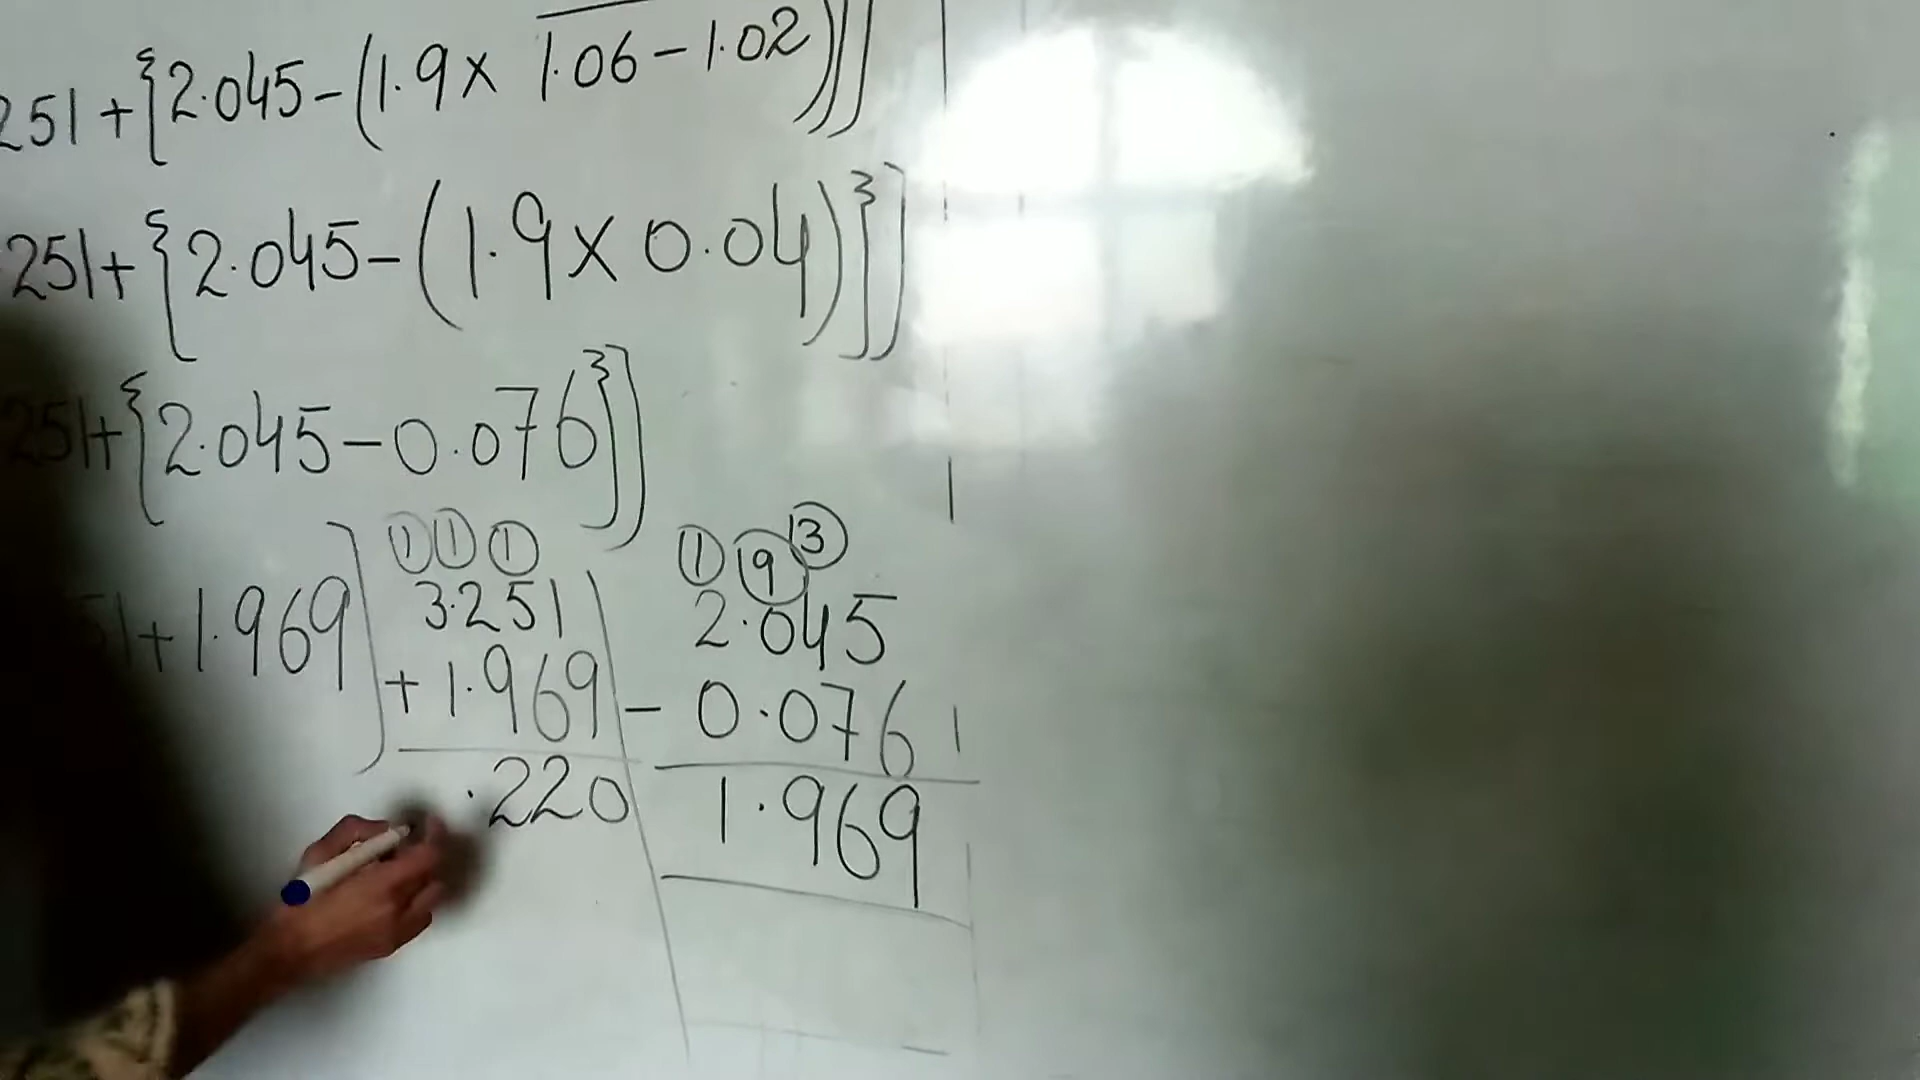 251 + {2.045 - (1.9 × 1.06 - 1.02)}]
251 + {2.045 - (1.9 × 0.04)}]
251 + {2.045 - 0.076}]
51 + 1.969]
1 1 1
3.251
+ 1.969
.220
1 9 13
2.045
- 0.076
1.969